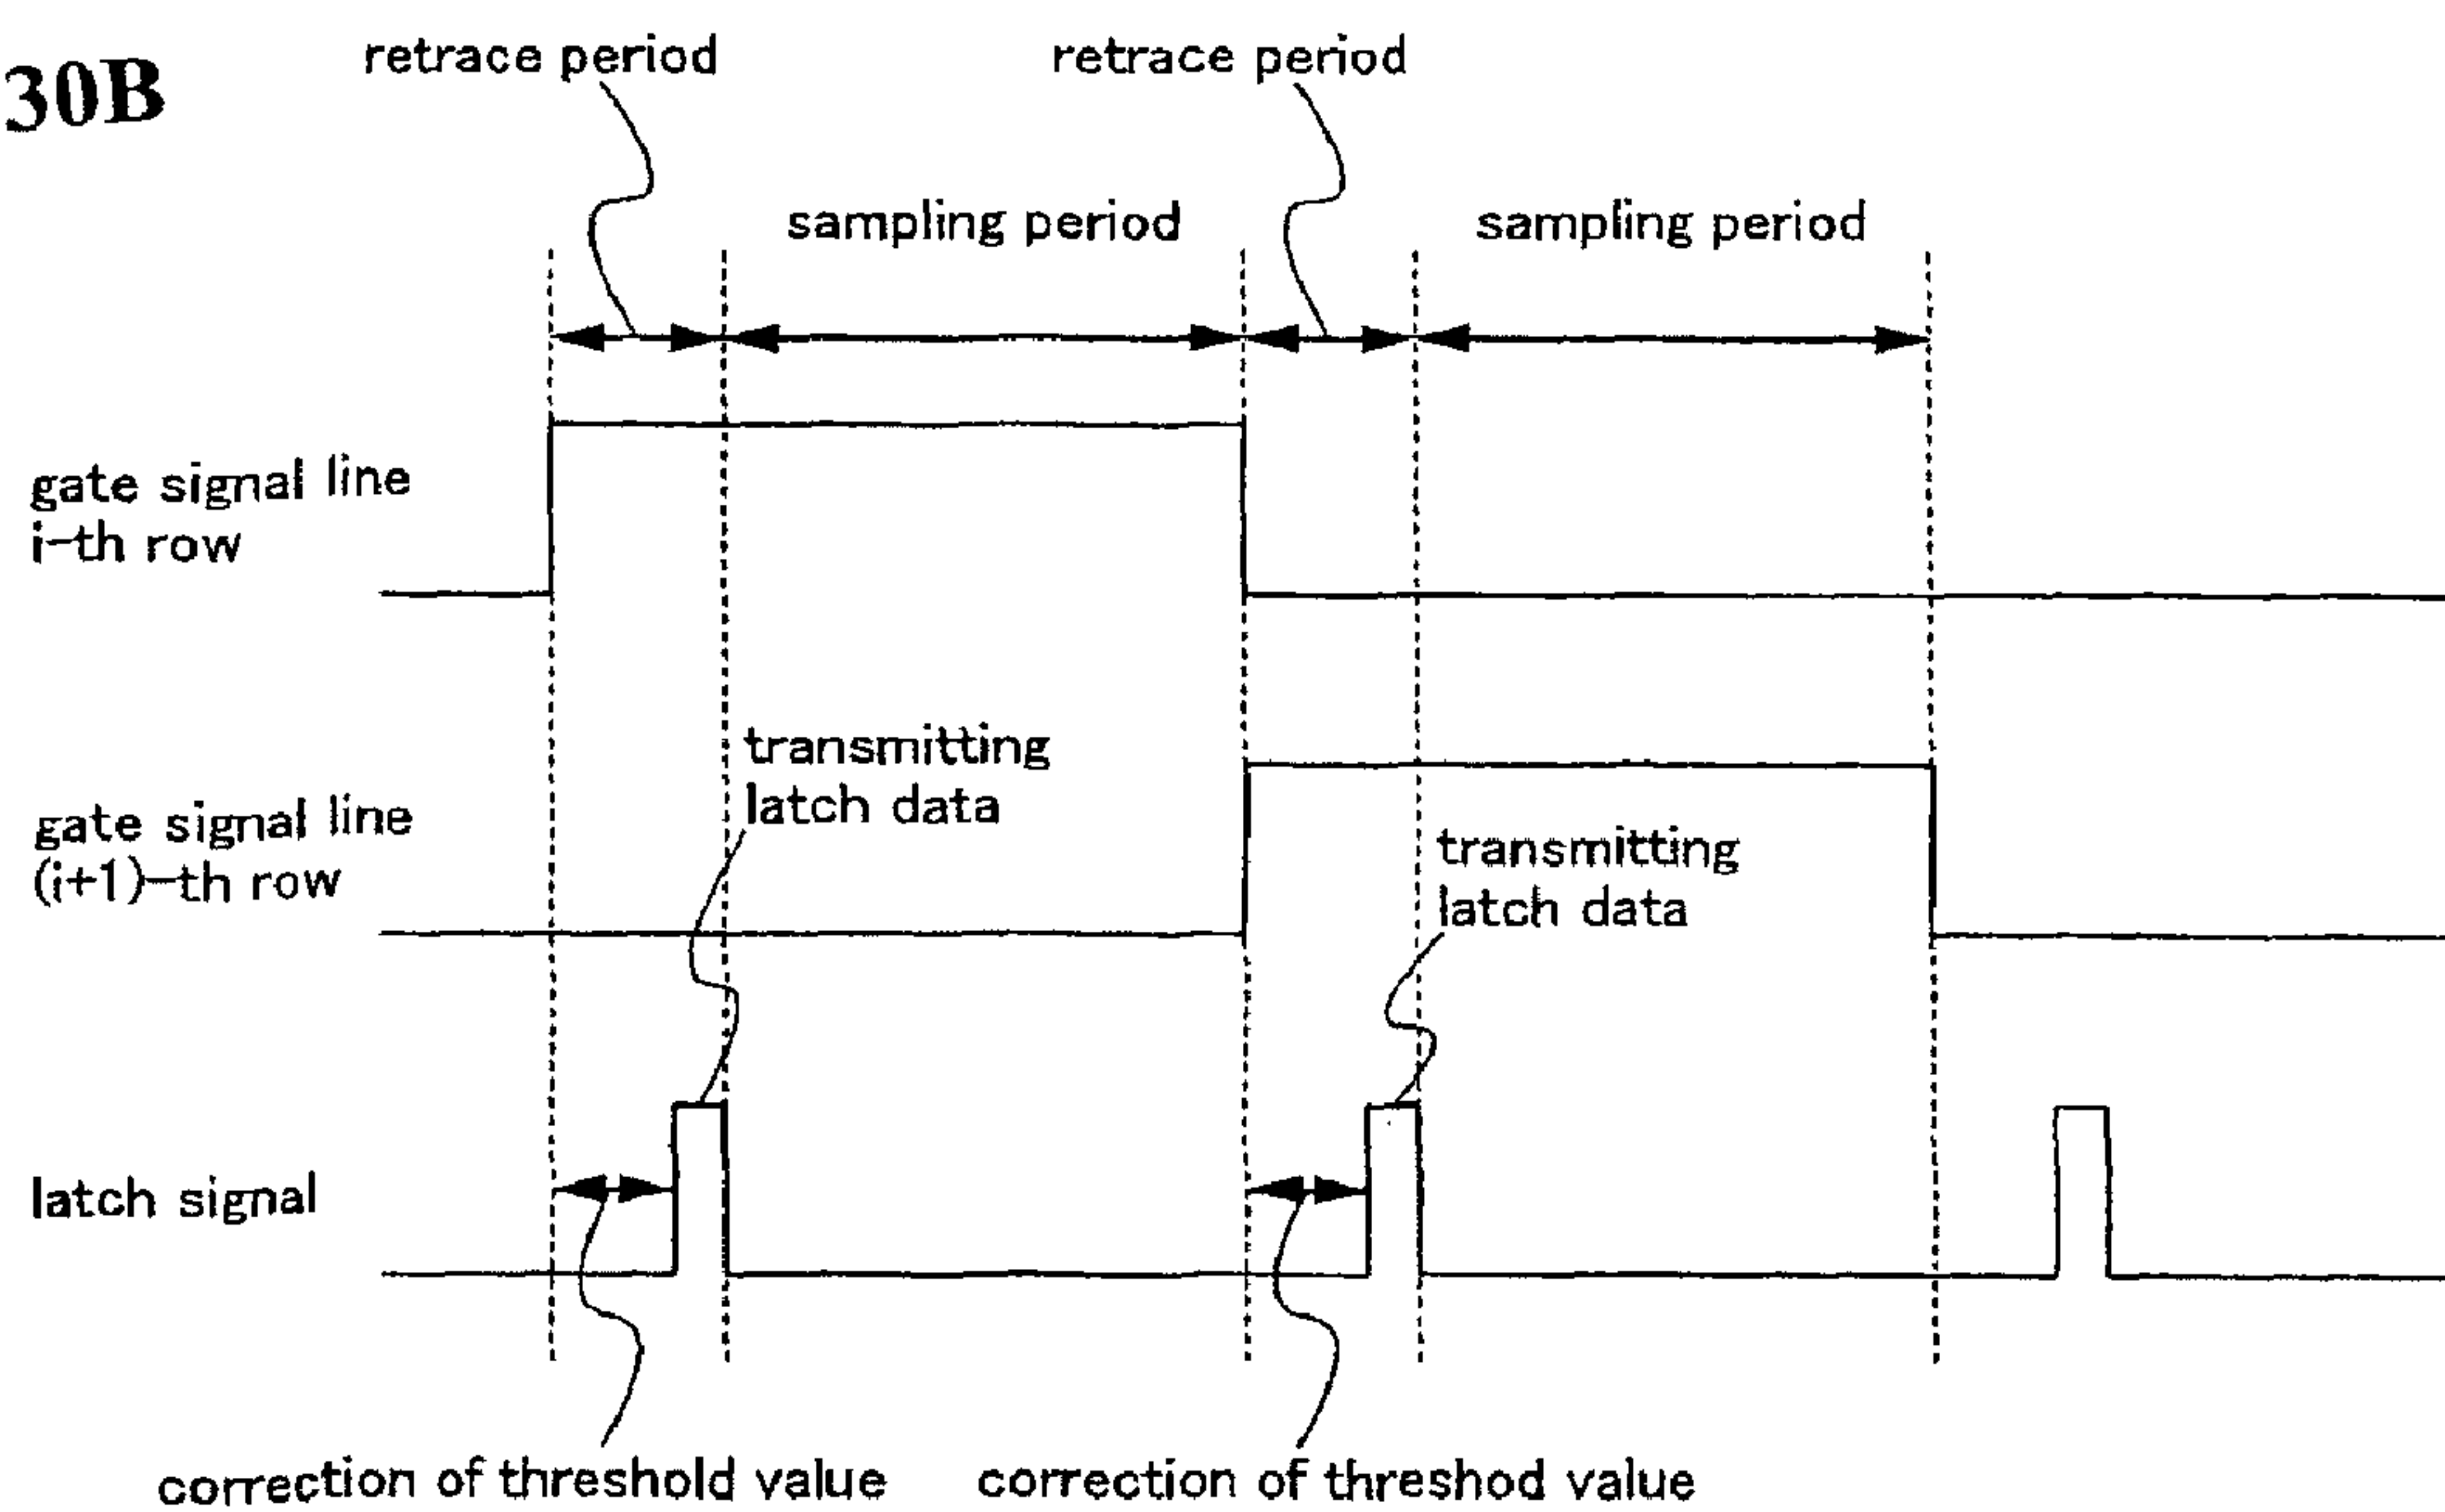 30B
retrace period
retrace period
sampling period
sampling period
gate signal line
i-th row
transmitting
latch data
gate signal line
(i+1)-th row
transmitting
latch data
latch signal
correction of threshold value
correction of threshod value